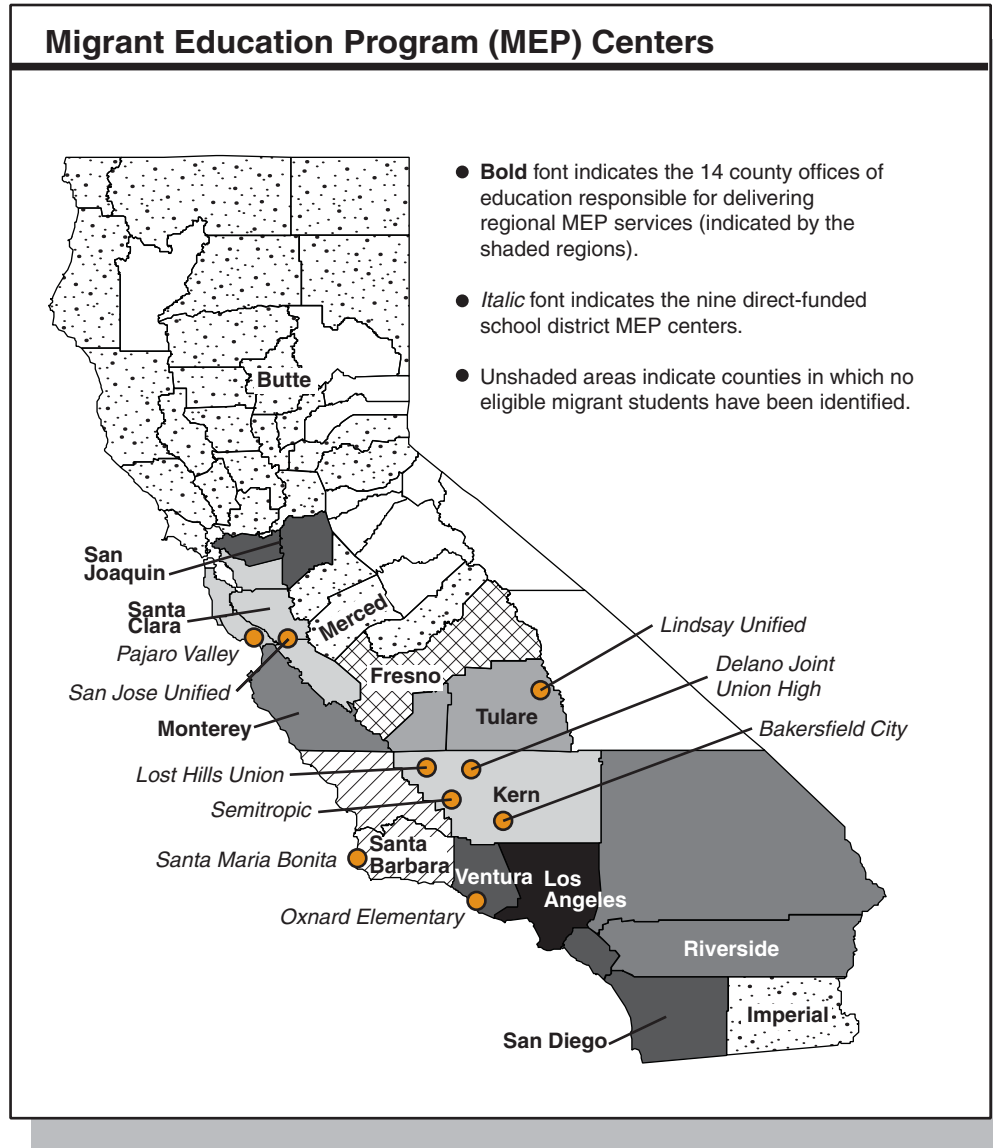 Migrant Education Program (MEP) Centers
Bold font indicates the 14 county offices of
education responsible for delivering
regional MEP services (indicated by the
shaded regions).
Italic font indicates the nine direct-funded
school district MEP centers.
Unshaded areas indicate counties in which no
eligible migrant students have been identified.
Butte
San
Joaquin
Santa
Clara
Merced
Pajaro Valley
Lindsay Unified
Fresno
Delano Joint
Union High
San Jose Unified
Tulare
Monterey
Bakersfield City
Lost Hills Union
Kern
Semitropic
Santa
Barbara
Santa Maria Bonita
Ventura
Los
Angeles
Oxnard Elementary
Riverside
Imperial
San Diego